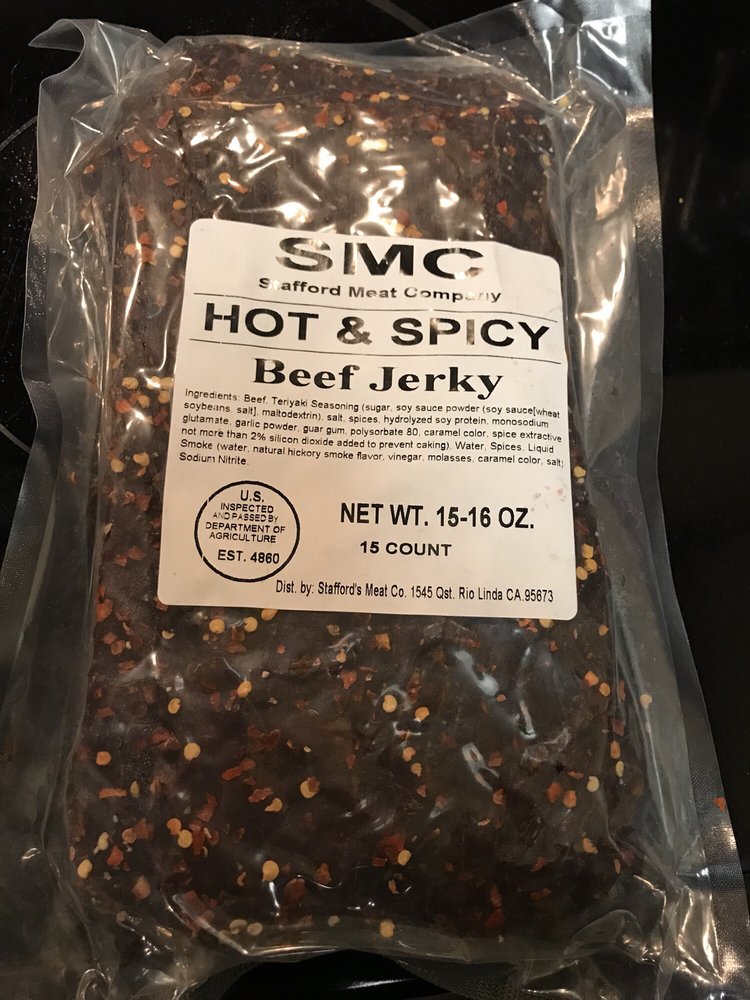 SMC
Stafford Meat Company
HOT & SPICY
Beef Jerky
Ingredients: Beef, Teriyaki Seasoning (sugar, soy sauce powder (soy sauce[wheat
soybeans, salt], maltodextrin), salt, spices, hydrolyzed soy protein, monosodium
glutamate, garlic powder, guar gum, polysorbate 80, caramel color, spice extractive
not more than 2% silicon dioxide added to prevent caking), Water, Spices, Liquid
Smoke (water, natural hickory smoke flavor, vinegar, molasses, caramel color, salt)
Sodium Nitrite.
U.S.
INSPECTED
AND PASSED BY
DEPARTMENT OF
AGRICULTURE
EST. 4860
NET WT. 15-16 OZ.
15 COUNT
Dist. by: Stafford's Meat Co. 1545 Qst. Rio Linda CA.95673